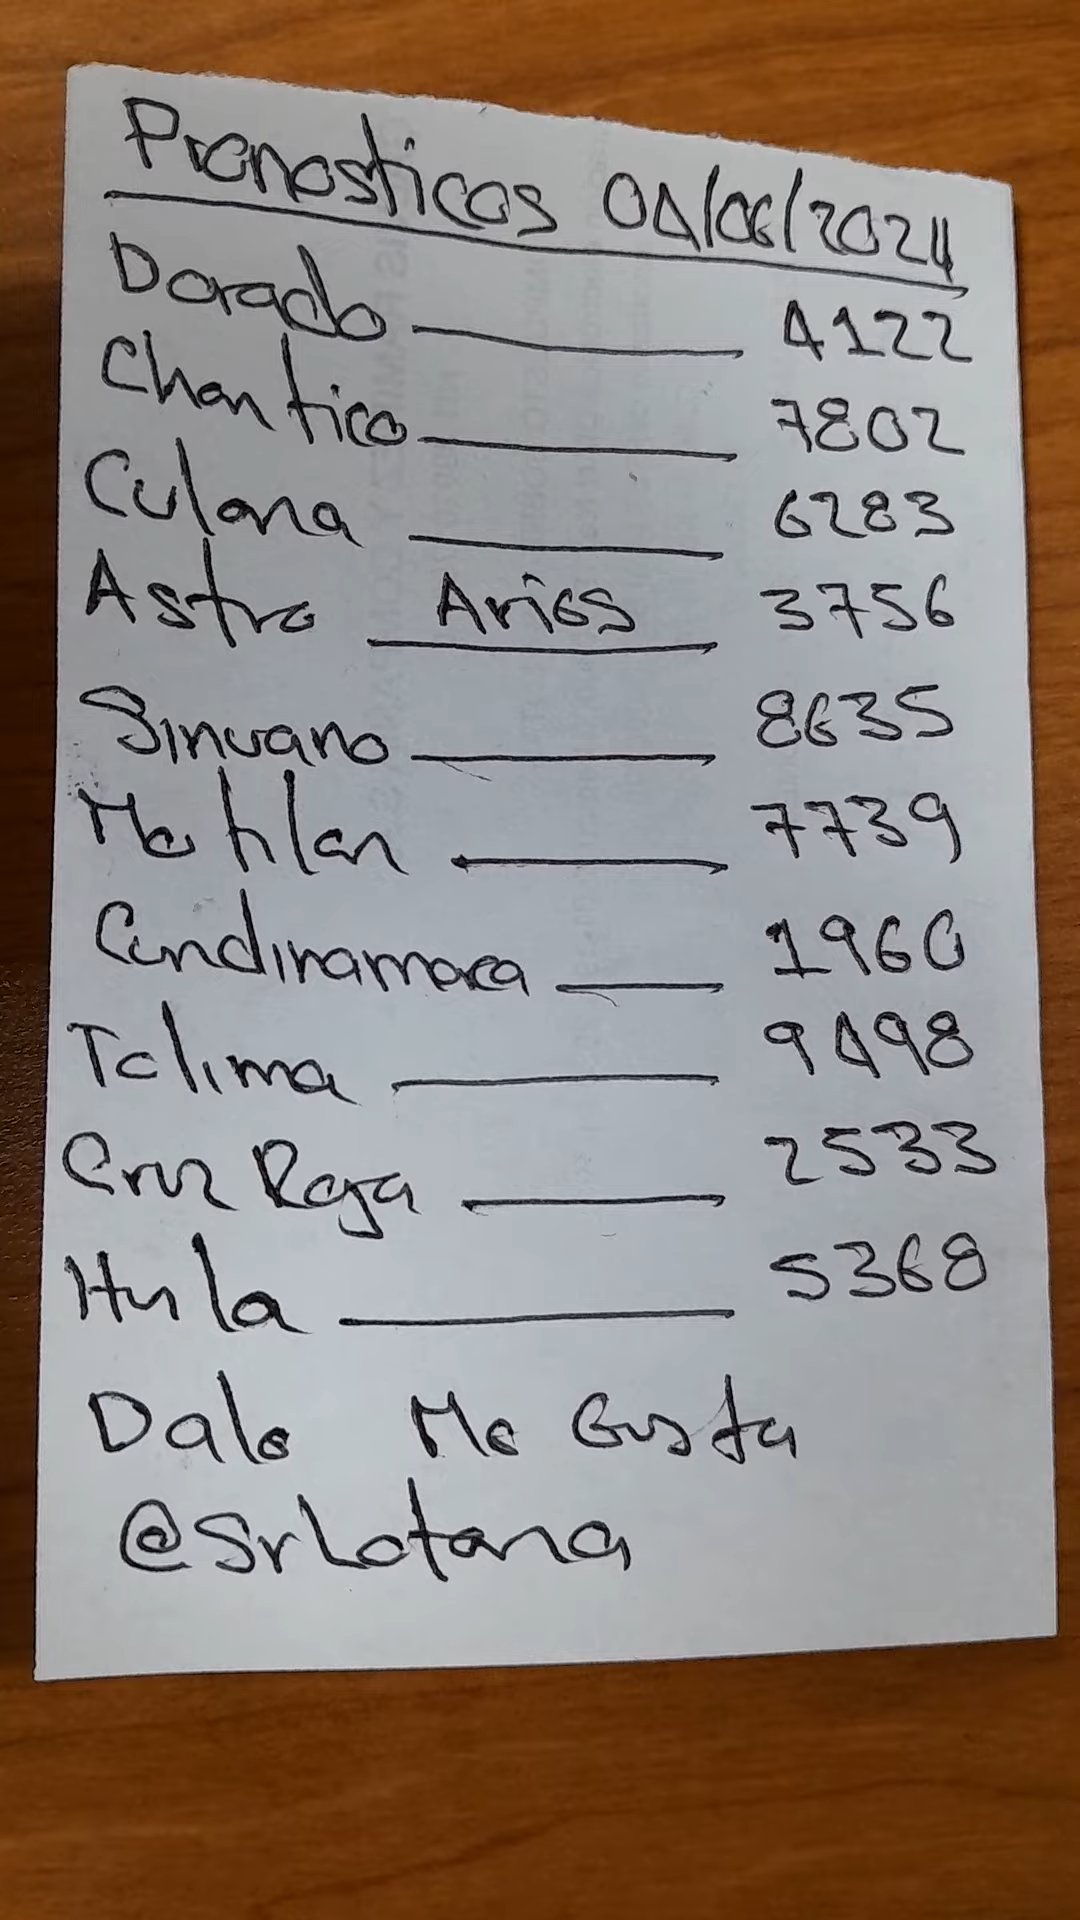 Pronosticos 04/06/2024
Dorado 4122
Chontico 7802
Culona 6283
Astro Aries 3756
Sinuano 8635
Motilon 7739
Cundinamarca 1960
Tolima 9498
Cruz Roja 2533
Huila 5368
Dale Me Gusta
@SrLotana